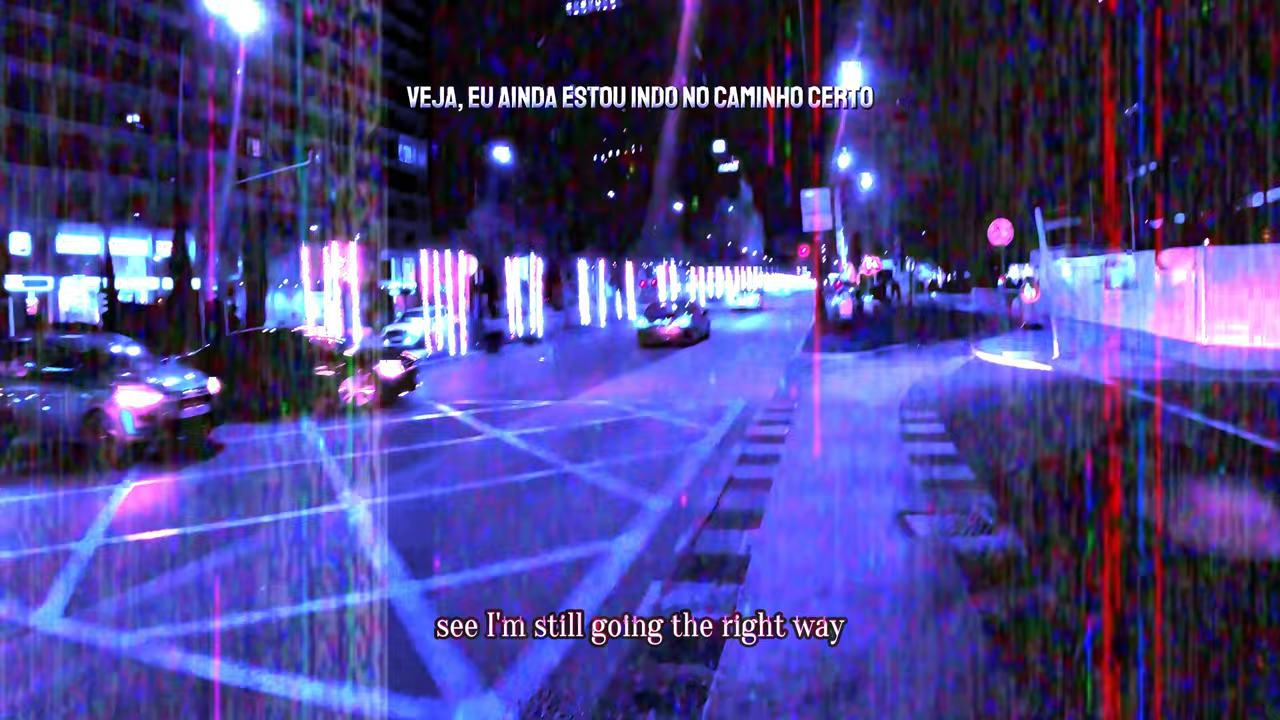 VEJA, EU AINDA ESTOU INDO NO CAMINHO CERTO
see I'm still going the right way